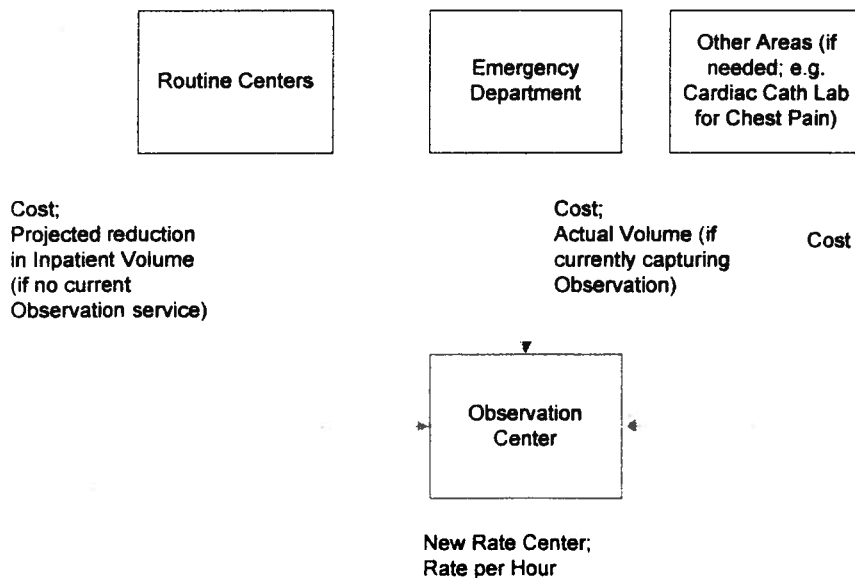 Routine Centers
Emergency
Department
Other Areas (if
needed; e.g.
Cardiac Cath Lab
for Chest Pain)
Cost;
Projected reduction
in Inpatient Volume
(if no current
Observation service)
Cost;
Actual Volume (if
currently capturing
Observation)
Cost
Observation
Center
New Rate Center;
Rate per Hour